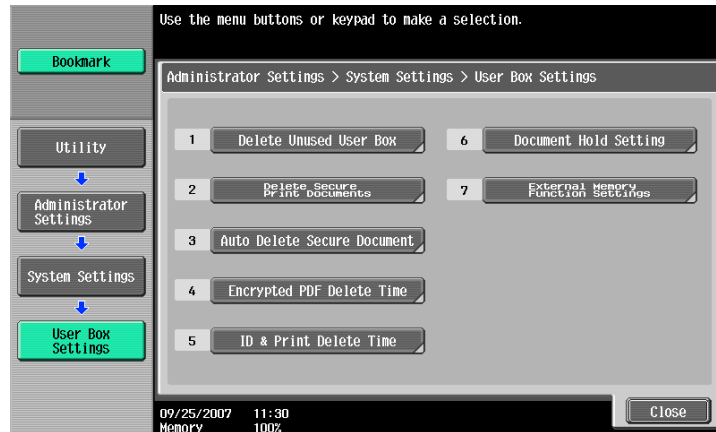 Use the menu buttons or keypad to make a selection.
Bookmark
Administrator Settings > System Settings > User Box Settings
Utility
Administrator
Settings
System Settings
User Box
Settings
1 Delete Unused User Box
2 Delete Secure
Print Documents
3 Auto Delete Secure Document
4 Encrypted PDF Delete Time
5 ID & Print Delete Time
6 Document Hold Setting
7 External Memory
Function Settings
09/25/2007 11:30
Memory 100%
Close